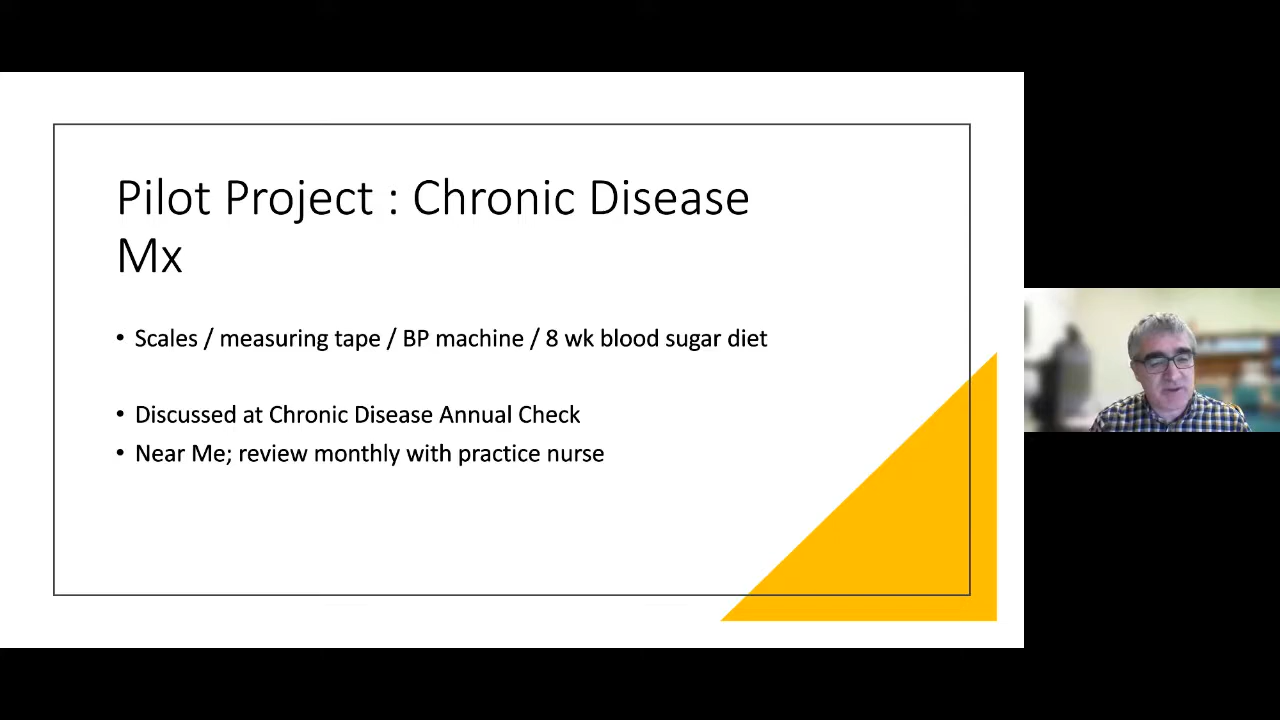 Pilot Project : Chronic Disease
Mx
• Scales / measuring tape / BP machine / 8 wk blood sugar diet
• Discussed at Chronic Disease Annual Check
• Near Me; review monthly with practice nurse